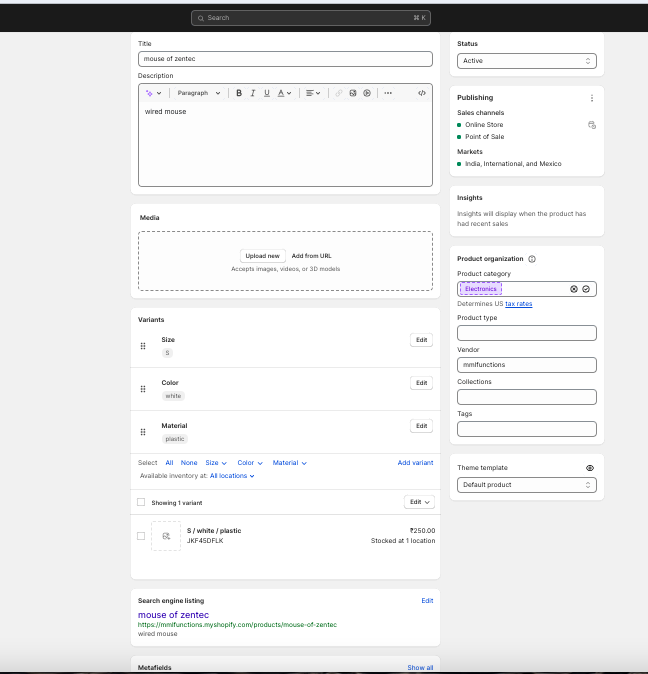 Search
⌘ K
Title
mouse of zentec
Description
Paragraph
B I U A
wired mouse
Media
Upload new Add from URL
Accepts images, videos, or 3D models
Variants
Size
Edit
S
Color
Edit
white
Material
Edit
plastic
Select All None Size Color Material Add variant
Available inventory at: All locations
Showing 1 variant
Edit
S / white / plastic ₹250.00
JKF45DFLK Stocked at 1 location
Search engine listing Edit
mouse of zentec
https://mmlfunctions.myshopify.com/products/mouse-of-zentec
wired mouse
Metafields Show all
Status
Active
Publishing
Sales channels
Online Store
Point of Sale
Markets
India, International, and Mexico
Insights
Insights will display when the product has
had recent sales
Product organization
Product category
Electronics
Determines US tax rates
Product type
Vendor
mmlfunctions
Collections
Tags
Theme template
Default product